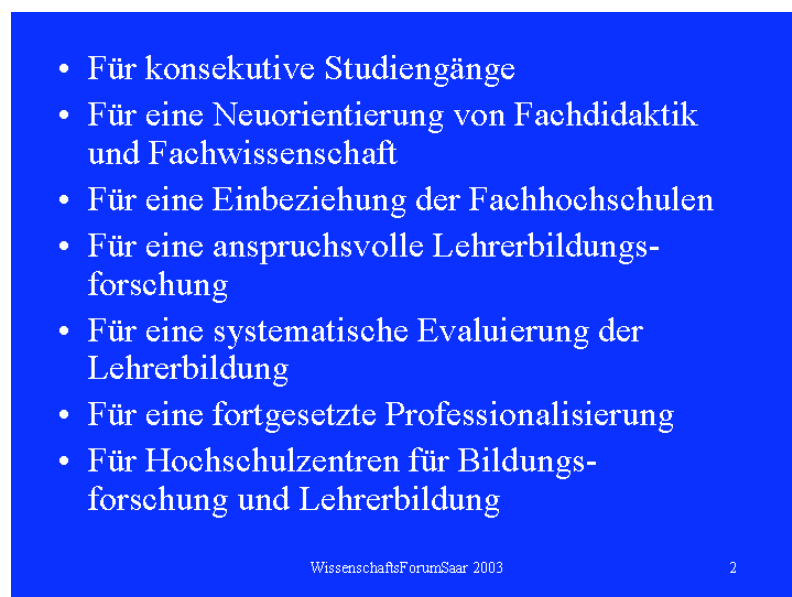 • Für konsekutive Studiengänge
• Für eine Neuorientierung von Fachdidaktik
und Fachwissenschaft
• Für eine Einbeziehung der Fachhochschulen
• Für eine anspruchsvolle Lehrerbildungs-
forschung
• Für eine systematische Evaluierung der
Lehrerbildung
• Für eine fortgesetzte Professionalisierung
• Für Hochschulzentren für Bildungs-
forschung und Lehrerbildung
WissenschaftsForumSaar 2003 2